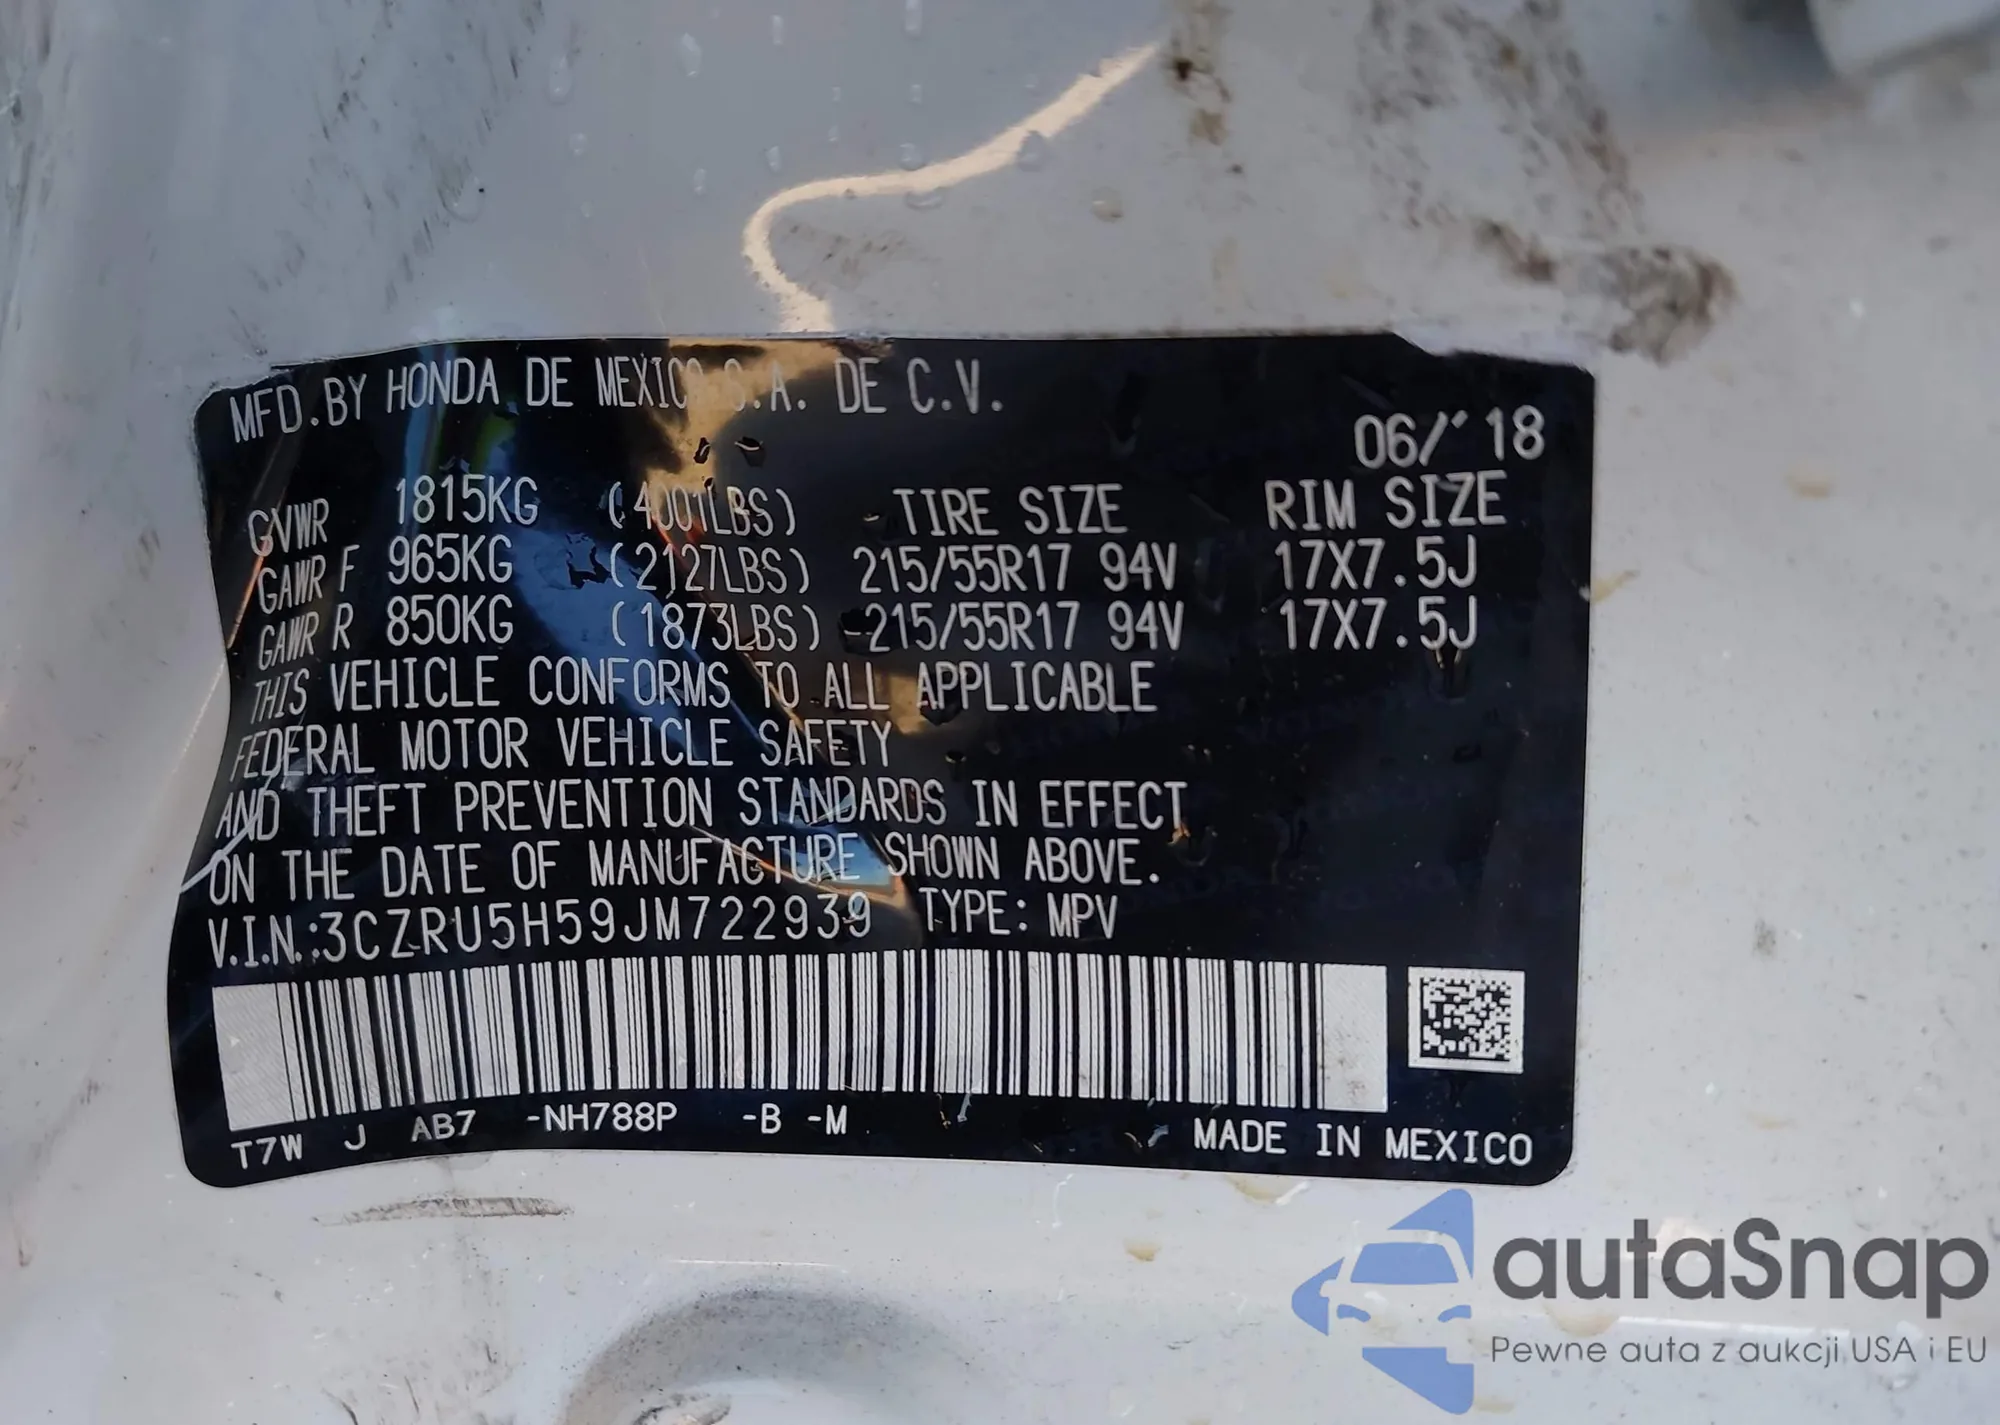 MFD.BY HONDA DE MEXICO S.A. DE C.V.
06/'18
GVWR 1815KG (4001LBS) TIRE SIZE RIM SIZE
GAWR F 965KG (2127LBS) 215/55R17 94V 17X7.5J
GAWR R 850KG (1873LBS) 215/55R17 94V 17X7.5J
THIS VEHICLE CONFORMS TO ALL APPLICABLE
FEDERAL MOTOR VEHICLE SAFETY
AND THEFT PREVENTION STANDARDS IN EFFECT
ON THE DATE OF MANUFACTURE SHOWN ABOVE.
V.I.N.:3CZRU5H59JM722939 TYPE: MPV
T7W J AB7 -NH788P -B -M MADE IN MEXICO
autaSnap
Pewne auta z aukcji USA i EU